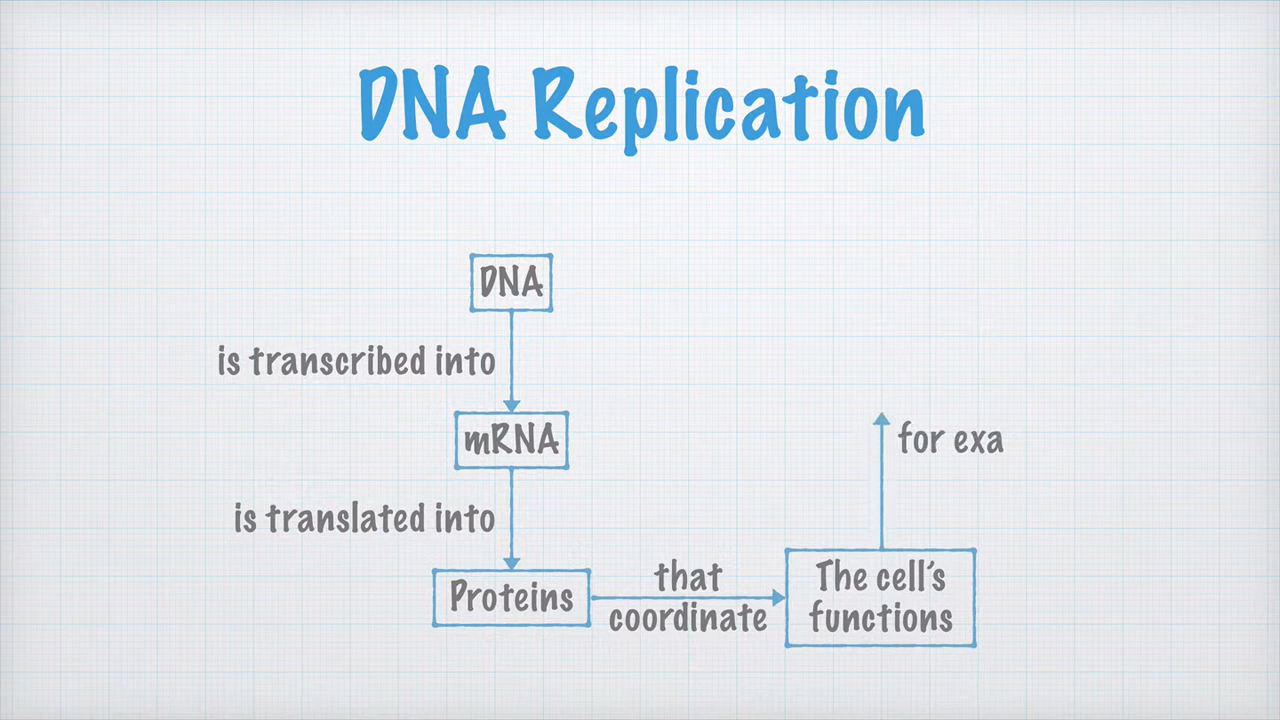 DNA Replication
DNA
is transcribed into
mRNA
is translated into
Proteins
that
coordinate
The cell's
functions
for exa